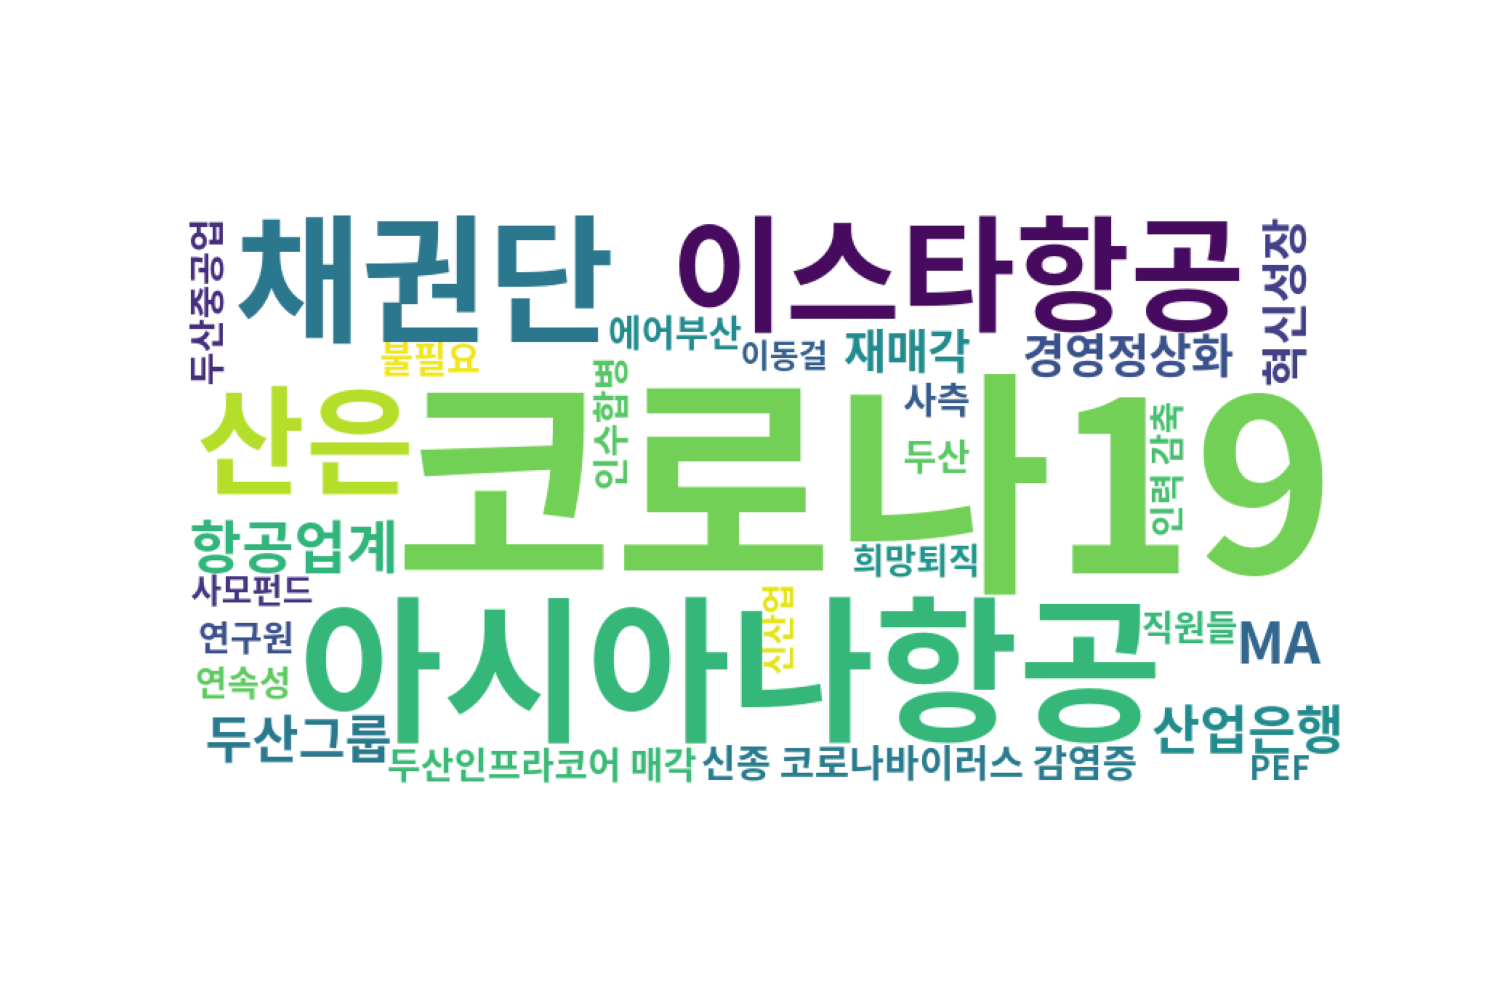 두산중공업
채권단
이스타항공
혁신성장
에어부산
불필요
이동걸
재매각
경영정상화
산은
코로나19
인수합병
사측
두산
인력 감축
항공업계
희망퇴직
사모펀드
연구원
연속성
아시아나항공
신산업
직원들
MA
두산그룹
산업은행
두산인프라코어 매각
신종 코로나바이러스 감염증
PEF